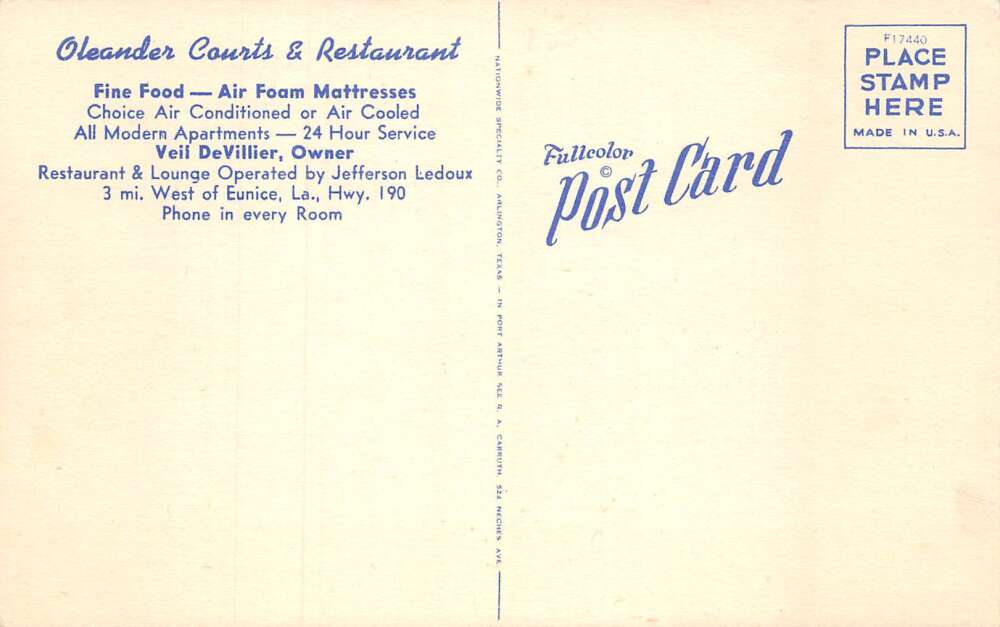 Oleander Courts & Restaurant
Fine Food — Air Foam Mattresses
Choice Air Conditioned or Air Cooled
All Modern Apartments — 24 Hour Service
Veil DeVillier, Owner
Restaurant & Lounge Operated by Jefferson Ledoux
3 mi. West of Eunice, La., Hwy. 190
Phone in every Room
NATIONWIDE SPECIALTY CO., ARLINGTON, TEXAS — IN PORT ARTHUR SEE R. A. CARRUTH 524 NECHES AVE.
Fullcolor
©
Post Card
F17440
PLACE
STAMP
HERE
MADE IN U.S.A.